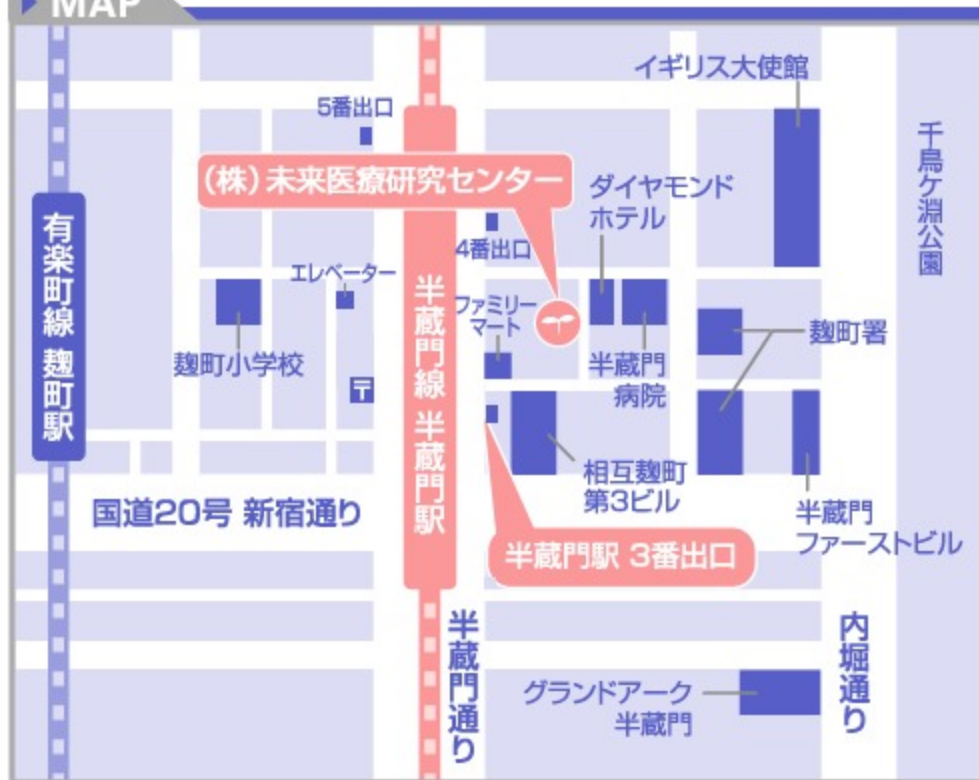 MAP
イギリス大使館
5番出口
千鳥ケ淵公園
(株)未来医療研究センター
ダイヤモンド
ホテル
有楽町線 麹町駅
4番出口
エレベーター
半蔵門線 半蔵門駅
ファミリー
マート
麹町署
麹町小学校
半蔵門
病院
〒
相互麹町
第3ビル
国道20号 新宿通り
半蔵門
ファーストビル
半蔵門駅 3番出口
半蔵門通り
内堀通り
グランドアーク
半蔵門